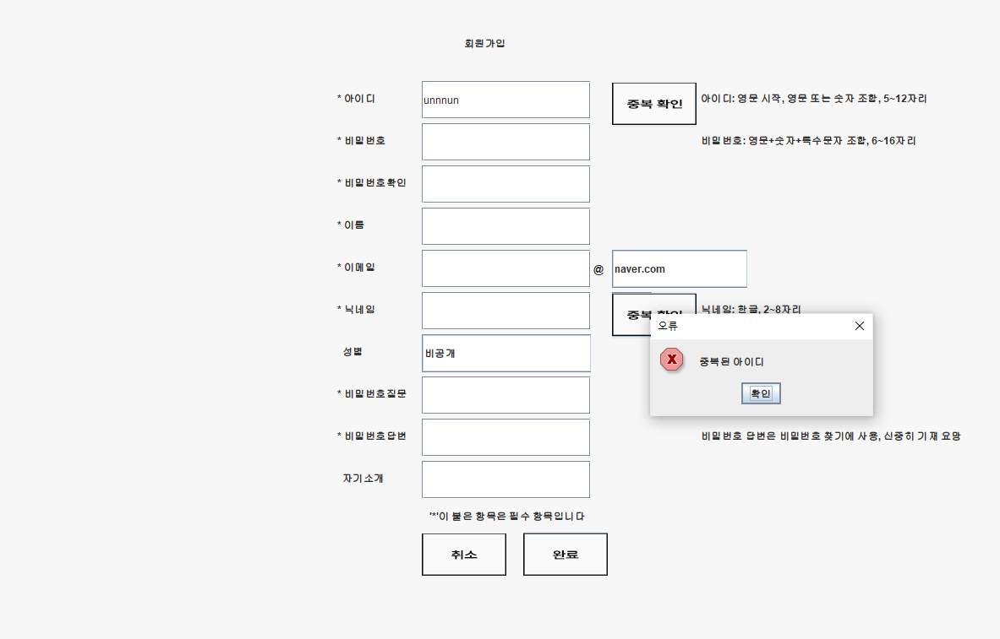 회원가입
* 아이디 unnnun 중복 확인 아이디: 영문 시작, 영문 또는 숫자 조합, 5~12자리
* 비밀번호 비밀번호: 영문+숫자+특수문자 조합, 6~16자리
* 비밀번호확인
* 이름
* 이메일 @ naver.com
* 닉네임 중복 확인 닉네임: 한글, 2~8자리
오류
성별 비공개
중복된 아이디
확인
* 비밀번호질문
* 비밀번호답변 비밀번호 답변은 비밀번호 찾기에 사용, 신중히 기재 요망
자기소개
'*'이 붙은 항목은 필수 항목입니다
취소 완료